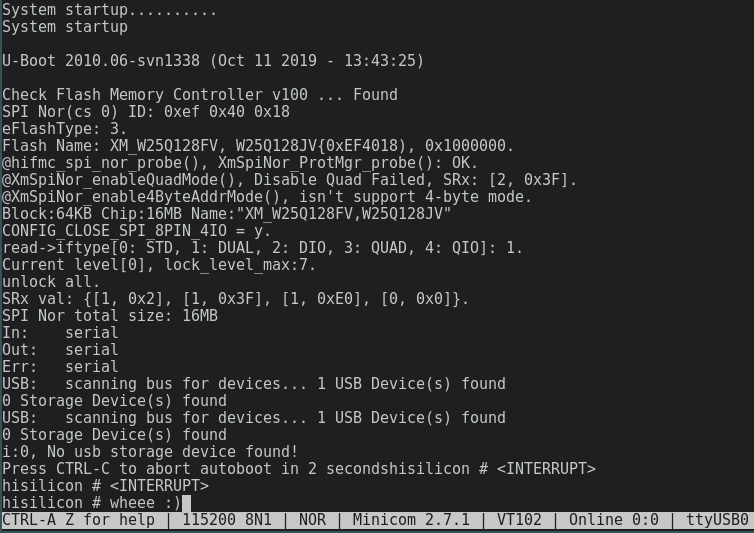 System startup..........
System startup
U-Boot 2010.06-svn1338 (Oct 11 2019 - 13:43:25)
Check Flash Memory Controller v100 ... Found
SPI Nor(cs 0) ID: 0xef 0x40 0x18
eFlashType: 3.
Flash Name: XM_W25Q128FV, W25Q128JV{0xEF4018), 0x1000000.
@hifmc_spi_nor_probe(), XmSpiNor_ProtMgr_probe(): OK.
@XmSpiNor_enableQuadMode(), Disable Quad Failed, SRx: [2, 0x3F].
@XmSpiNor_enable4ByteAddrMode(), isn't support 4-byte mode.
Block:64KB Chip:16MB Name:"XM_W25Q128FV,W25Q128JV"
CONFIG_CLOSE_SPI_8PIN_4IO = y.
read->iftype[0: STD, 1: DUAL, 2: DIO, 3: QUAD, 4: QIO]: 1.
Current level[0], lock_level_max:7.
unlock all.
SRx val: {[1, 0x2], [1, 0x3F], [1, 0xE0], [0, 0x0]}.
SPI Nor total size: 16MB
In:    serial
Out:   serial
Err:   serial
USB:   scanning bus for devices... 1 USB Device(s) found
0 Storage Device(s) found
USB:   scanning bus for devices... 1 USB Device(s) found
0 Storage Device(s) found
i:0, No usb storage device found!
Press CTRL-C to abort autoboot in 2 secondshisilicon # <INTERRUPT>
hisilicon # <INTERRUPT>
hisilicon # wheee :)
CTRL-A Z for help | 115200 8N1 | NOR | Minicom 2.7.1 | VT102 | Online 0:0 | ttyUSB0